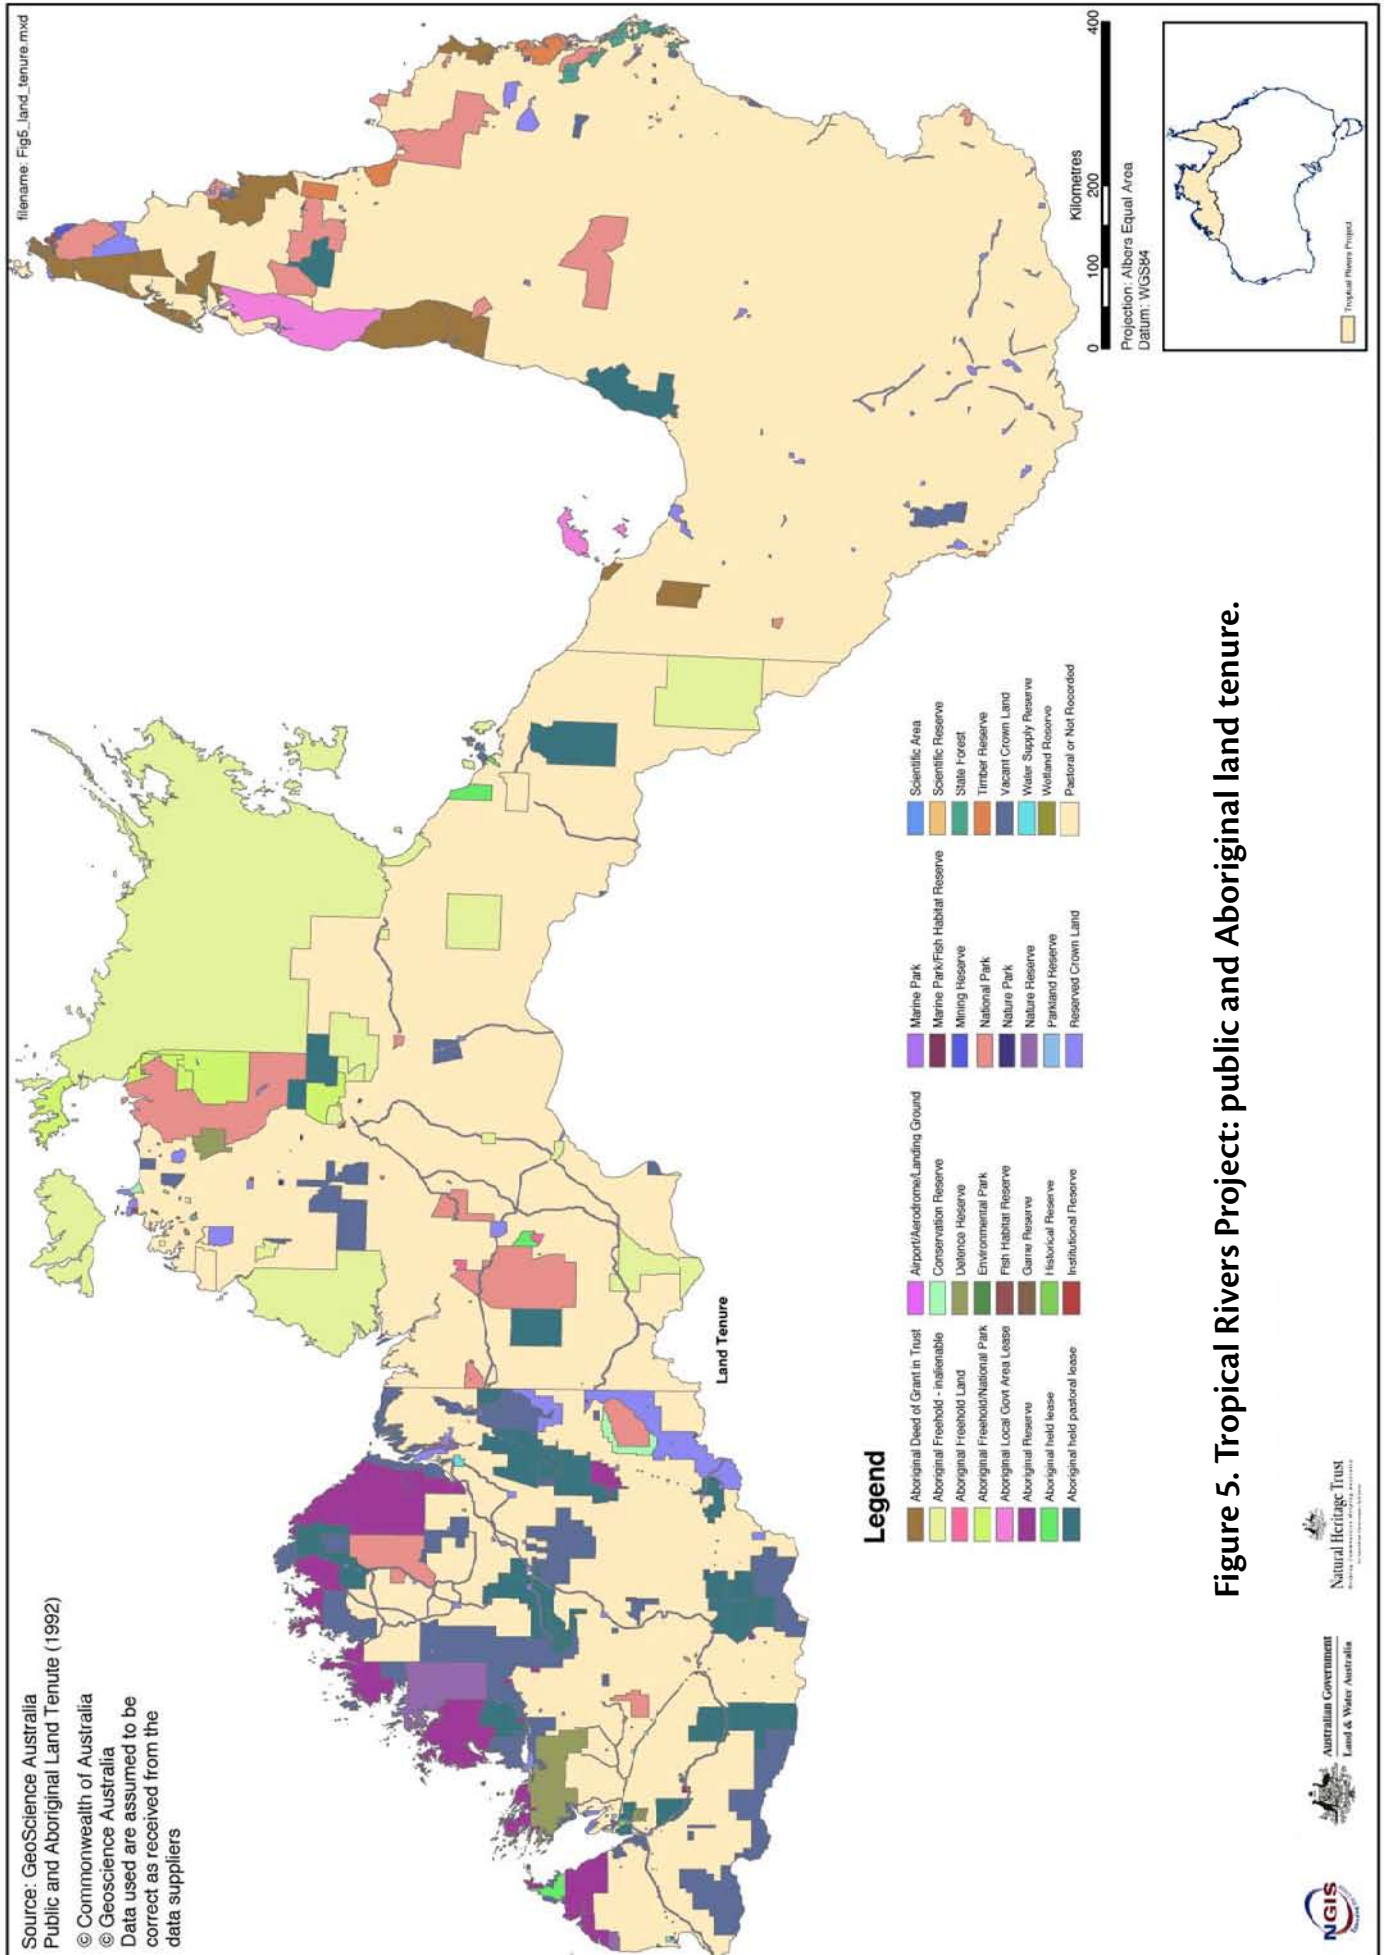 filename: Fig5_land_tenure.mxd
Source: GeoScience Australia
Public and Aboriginal Land Tenute (1992)
© Commonwealth of Australia
© Geoscience Australia
Data used are assumed to be
correct as received from the
data suppliers
Land Tenure
Legend
Aboriginal Deed of Grant in Trust
Aboriginal Freehold - inalienable
Aboriginal Freehold Land
Aboriginal Freehold/National Park
Aboriginal Local Govt Area Lease
Aboriginal Reserve
Aboriginal held lease
Aboriginal held pastoral lease
Airport/Aerodrome/Landing Ground
Conservation Reserve
Defence Reserve
Environmental Park
Fish Habitat Reserve
Game Reserve
Historical Reserve
Institutional Reserve
Marine Park
Marine Park/Fish Habitat Reserve
Mining Reserve
National Park
Nature Park
Nature Reserve
Parkland Reserve
Reserved Crown Land
Scientific Area
Scientific Reserve
State Forest
Timber Reserve
Vacant Crown Land
Water Supply Reserve
Wetland Reserve
Pastoral or Not Recorded
0 100 200 400
Kilometres
Projection: Albers Equal Area
Datum: WGS84
Tropical Rivers Project
Figure 5. Tropical Rivers Project: public and Aboriginal land tenure.
NGIS
Australian Government
Land & Water Australia
Natural Heritage Trust